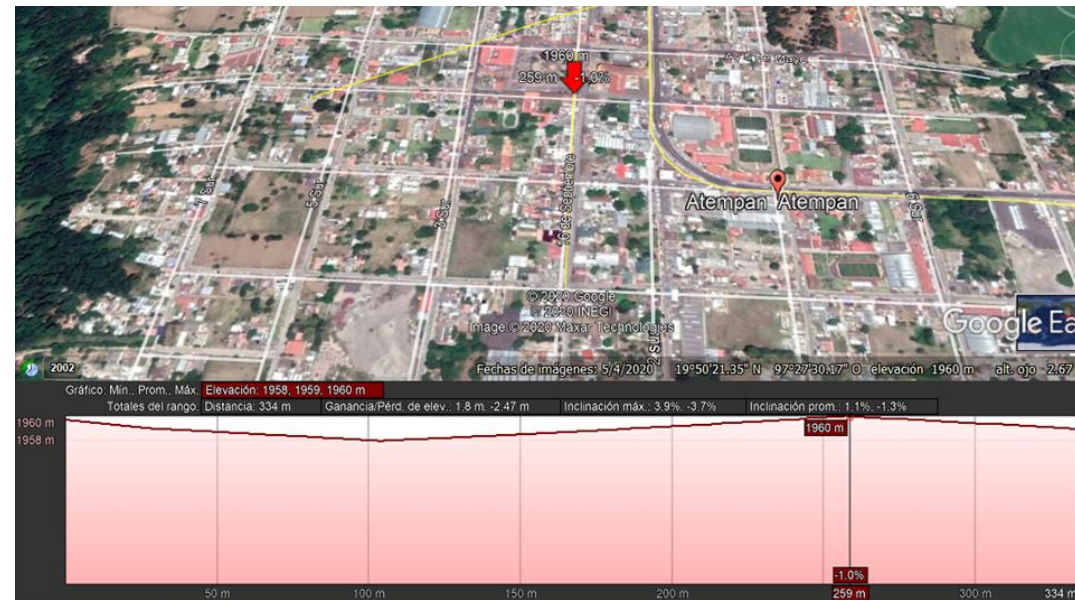 1960 m
259 m -1.0%
7 Sur
5 Sur
3 Sur
16 de Septiembre
2 Sur
6 Sur
Atempan Atempan
© 2020 Google
© 2020 INEGI
Image © 2020 Maxar Technologies
Google Ea
2002
Fechas de imágenes: 5/4/2020 19°50'21.35" N 97°27'30.17" O elevación 1960 m alt. ojo 2.67
Gráfico: Mín., Prom., Máx. Elevación: 1958, 1959, 1960 m
Totales del rango: Distancia: 334 m Ganancia/Pérd. de elev.: 1.8 m, -2.47 m Inclinación máx.: 3.9%, -3.7% Inclinación prom.: 1.1%, -1.3%
1960 m
1958 m
1960 m
-1.0%
50 m 100 m 150 m 200 m 259 m 300 m 334 m